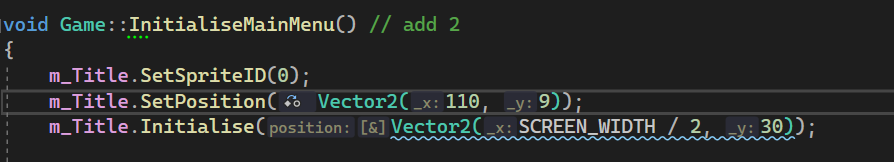 void Game::InitialiseMainMenu() // add 2
{
m_Title.SetSpriteID(0);
m_Title.SetPosition(Vector2(_x:110, _y:9));
m_Title.Initialise(position:[&]Vector2(_x:SCREEN_WIDTH / 2, _y:30));